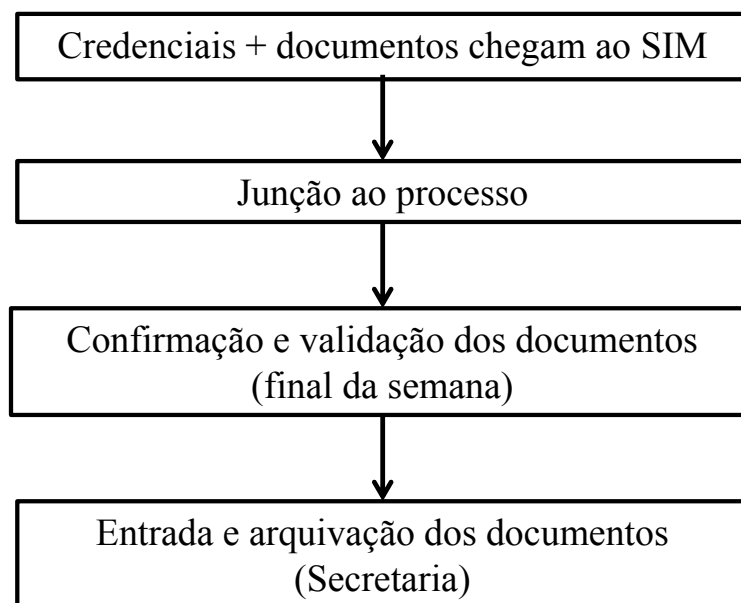 Credenciais + documentos chegam ao SIM
Junção ao processo
Confirmação e validação dos documentos
(final da semana)
Entrada e arquivação dos documentos
(Secretaria)